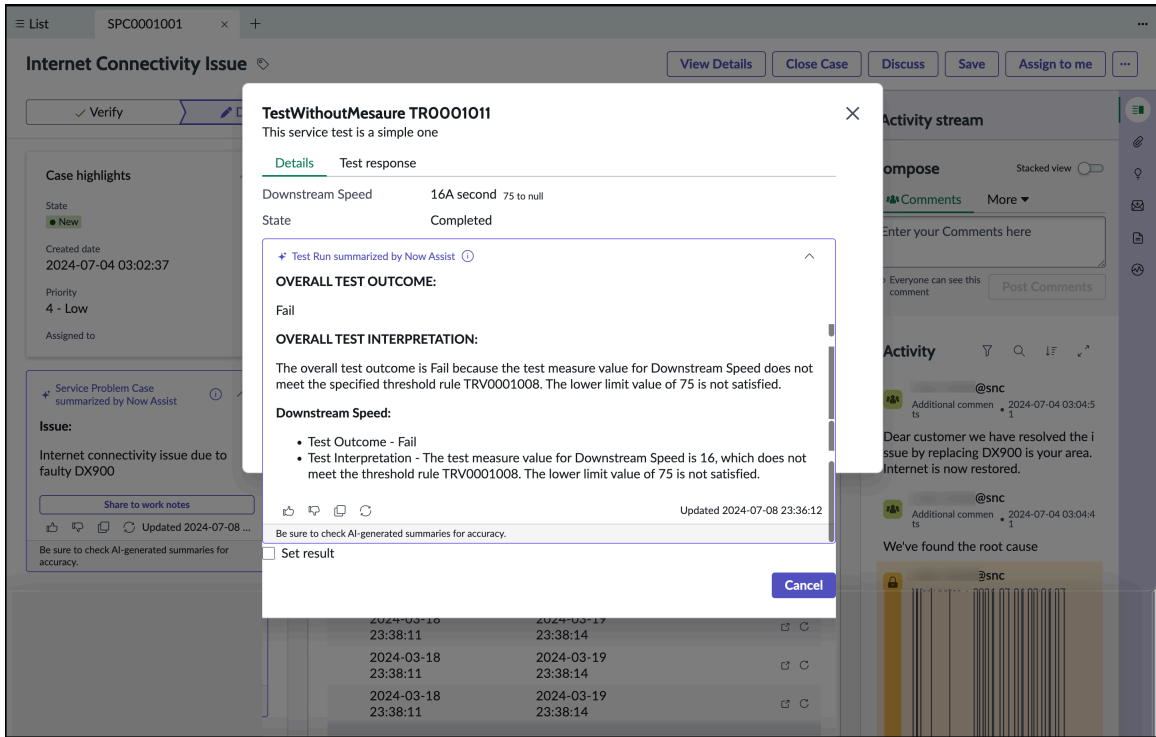 List
SPC0001001
Internet Connectivity Issue
View Details
Close Case
Discuss
Save
Assign to me
Verify
D
Case highlights
State
New
Created date
2024-07-04 03:02:37
Priority
4 - Low
Assigned to
Service Problem Case
summarized by Now Assist
Issue:
Internet connectivity issue due to
faulty DX900
Share to work notes
Updated 2024-07-08 ...
Be sure to check AI-generated summaries for
accuracy.
TestWithoutMesaure TR0001011
This service test is a simple one
Details
Test response
Downstream Speed 16A second 75 to null
State Completed
Test Run summarized by Now Assist
OVERALL TEST OUTCOME:
Fail
OVERALL TEST INTERPRETATION:
The overall test outcome is Fail because the test measure value for Downstream Speed does not
meet the specified threshold rule TRV0001008. The lower limit value of 75 is not satisfied.
Downstream Speed:
• Test Outcome - Fail
• Test Interpretation - The test measure value for Downstream Speed is 16, which does not
meet the threshold rule TRV0001008. The lower limit value of 75 is not satisfied.
Updated 2024-07-08 23:36:12
Be sure to check AI-generated summaries for accuracy.
Set result
Cancel
2024-03-18 2024-03-19
23:38:11 23:38:14
2024-03-18 2024-03-19
23:38:11 23:38:14
2024-03-18 2024-03-19
23:38:11 23:38:14
Activity stream
ompose
Stacked view
Comments
More
Enter your Comments here
Everyone can see this
comment
Post Comments
Activity
@snc
Additional commen • 2024-07-04 03:04:5
ts 1
Dear customer we have resolved the i
ssue by replacing DX900 is your area.
Internet is now restored.
@snc
Additional commen • 2024-07-04 03:04:4
ts 1
We've found the root cause
@snc